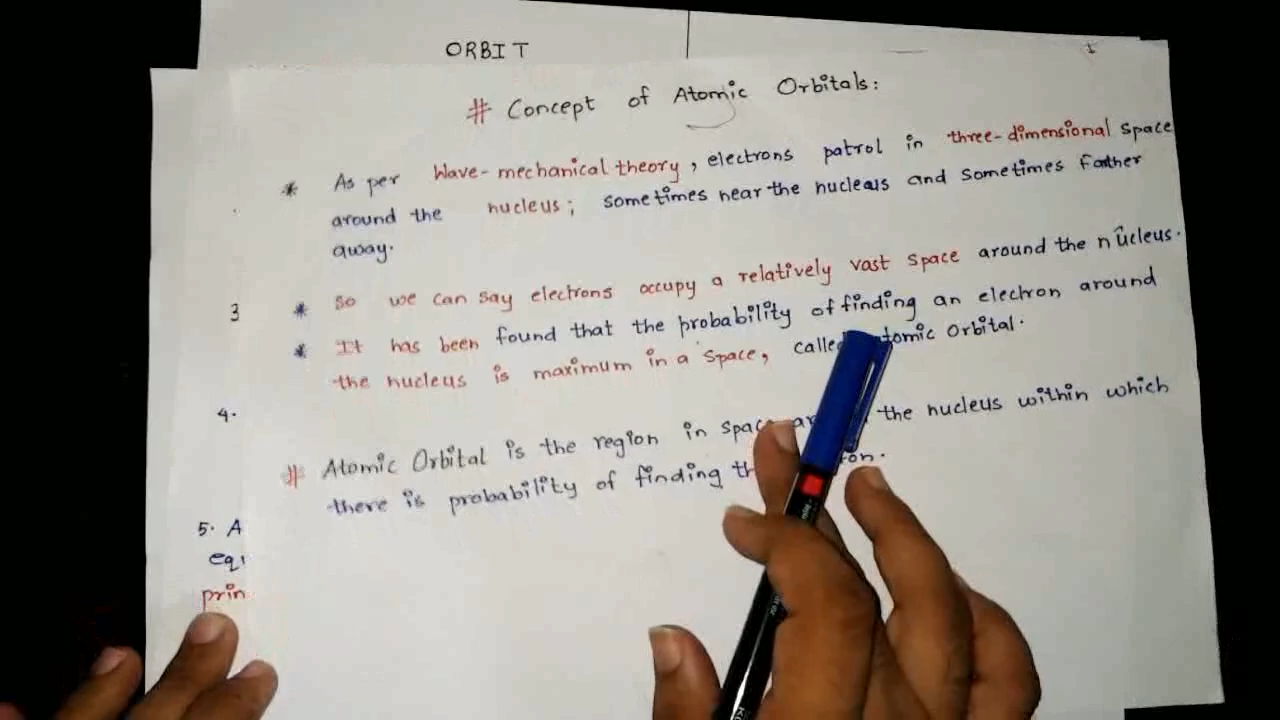 ORBIT
# Concept of Atomic Orbitals:
* As per Wave-mechanical theory, electrons patrol in three-dimensional space
around the nucleus; sometimes near the nucleus and sometimes farther
away.
3
* So we can say electrons occupy a relatively vast space around the nucleus.
* It has been found that the probability of finding an electron around
the nucleus is maximum in a space, called atomic orbital.
4.
# Atomic Orbital is the region in space the nucleus within which
there is probability of finding
5. A
equ
prin